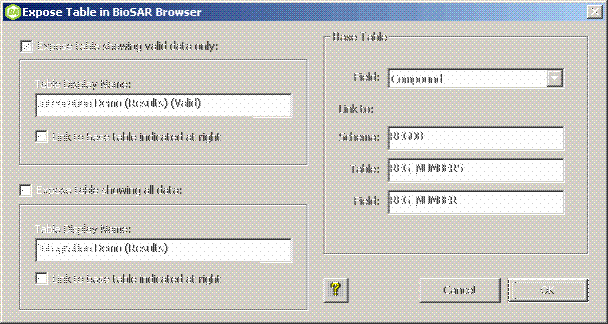 Expose Table in BioSAR Browser
Expose table showing valid data only:
Table Display Name:
Integration Demo (Results) (Valid)
Link to base table indicated at right
Expose table showing all data:
Table Display Name:
Integration Demo (Results)
Link to base table indicated at right
Base Table
Field: Compound
Link to:
Schema: REGDB
Table: REG_NUMBERS
Field: REG_NUMBER
Cancel
OK